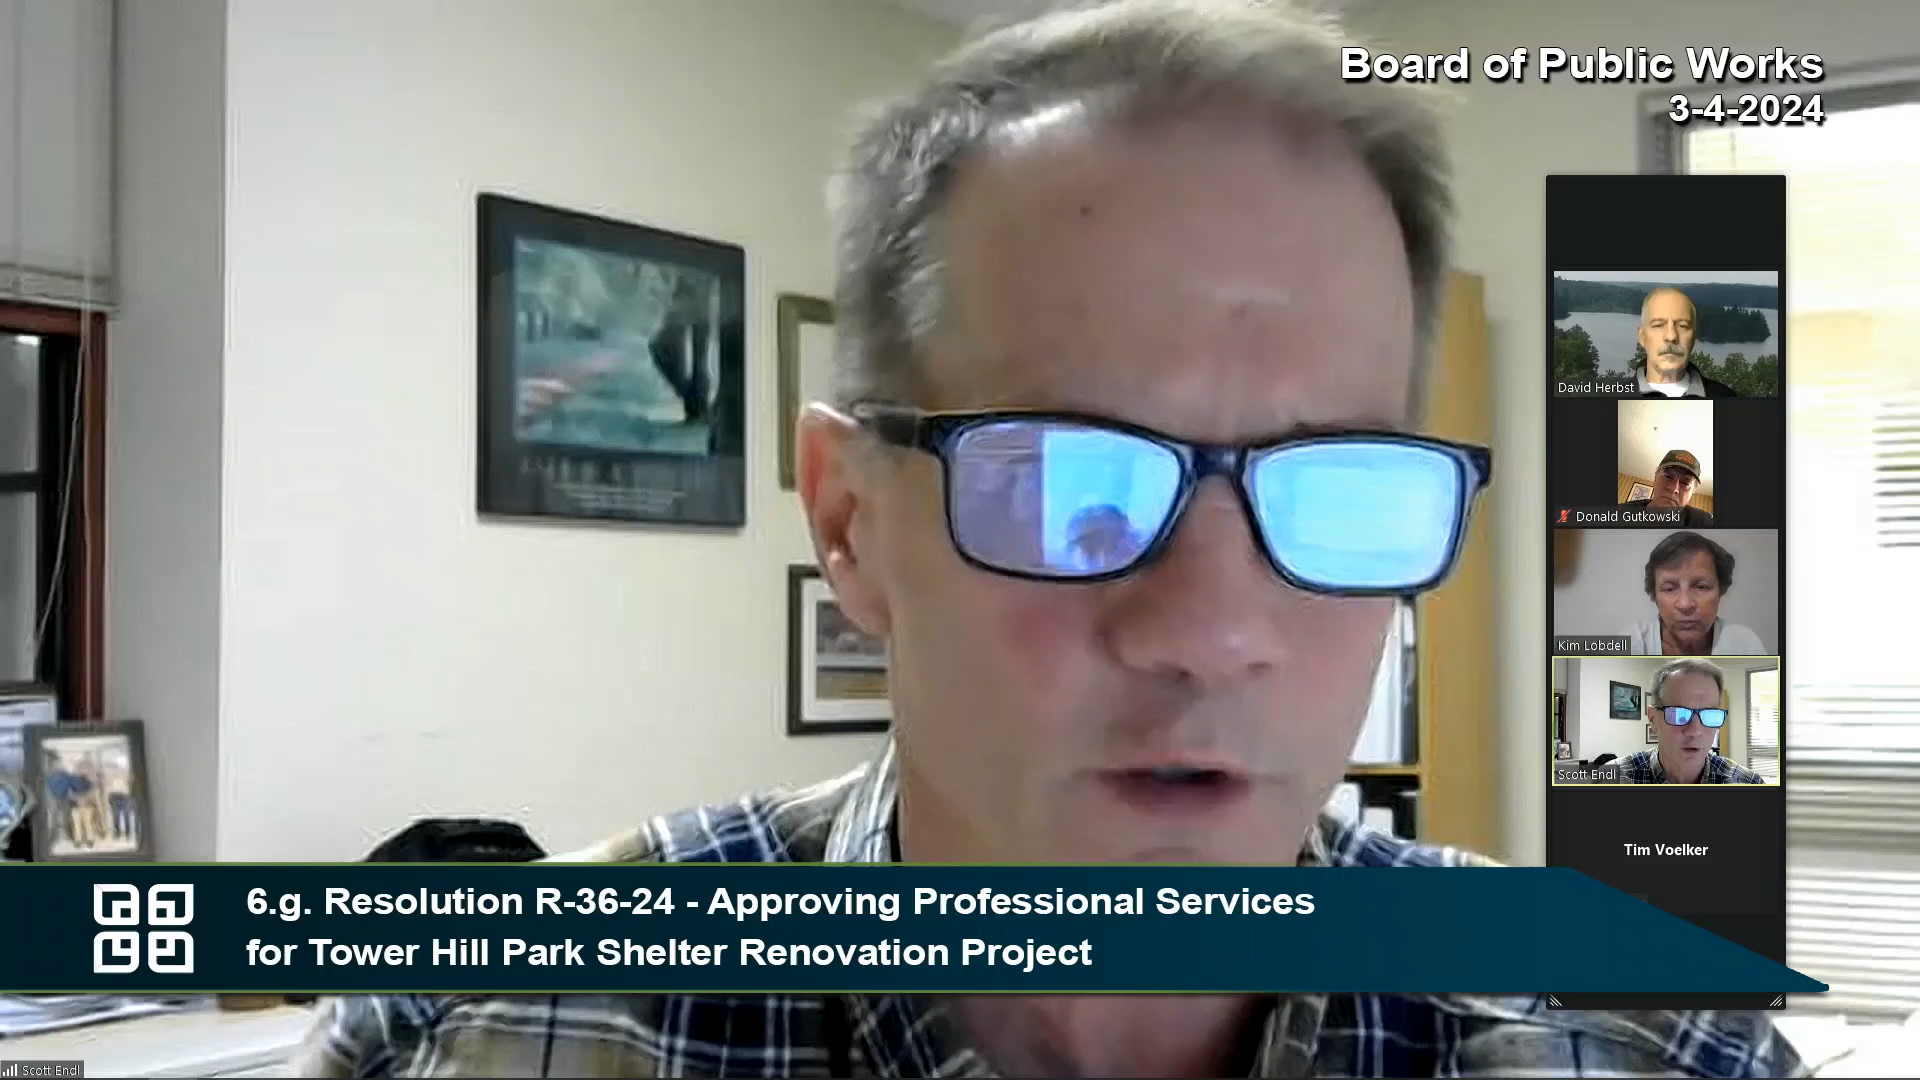 Board of Public Works
3-4-2024
David Herbst
Donald Gutkowski
Kim Lobdell
Scott Endl
Tim Voelker
6.g. Resolution R-36-24 - Approving Professional Services
for Tower Hill Park Shelter Renovation Project
Scott Endl